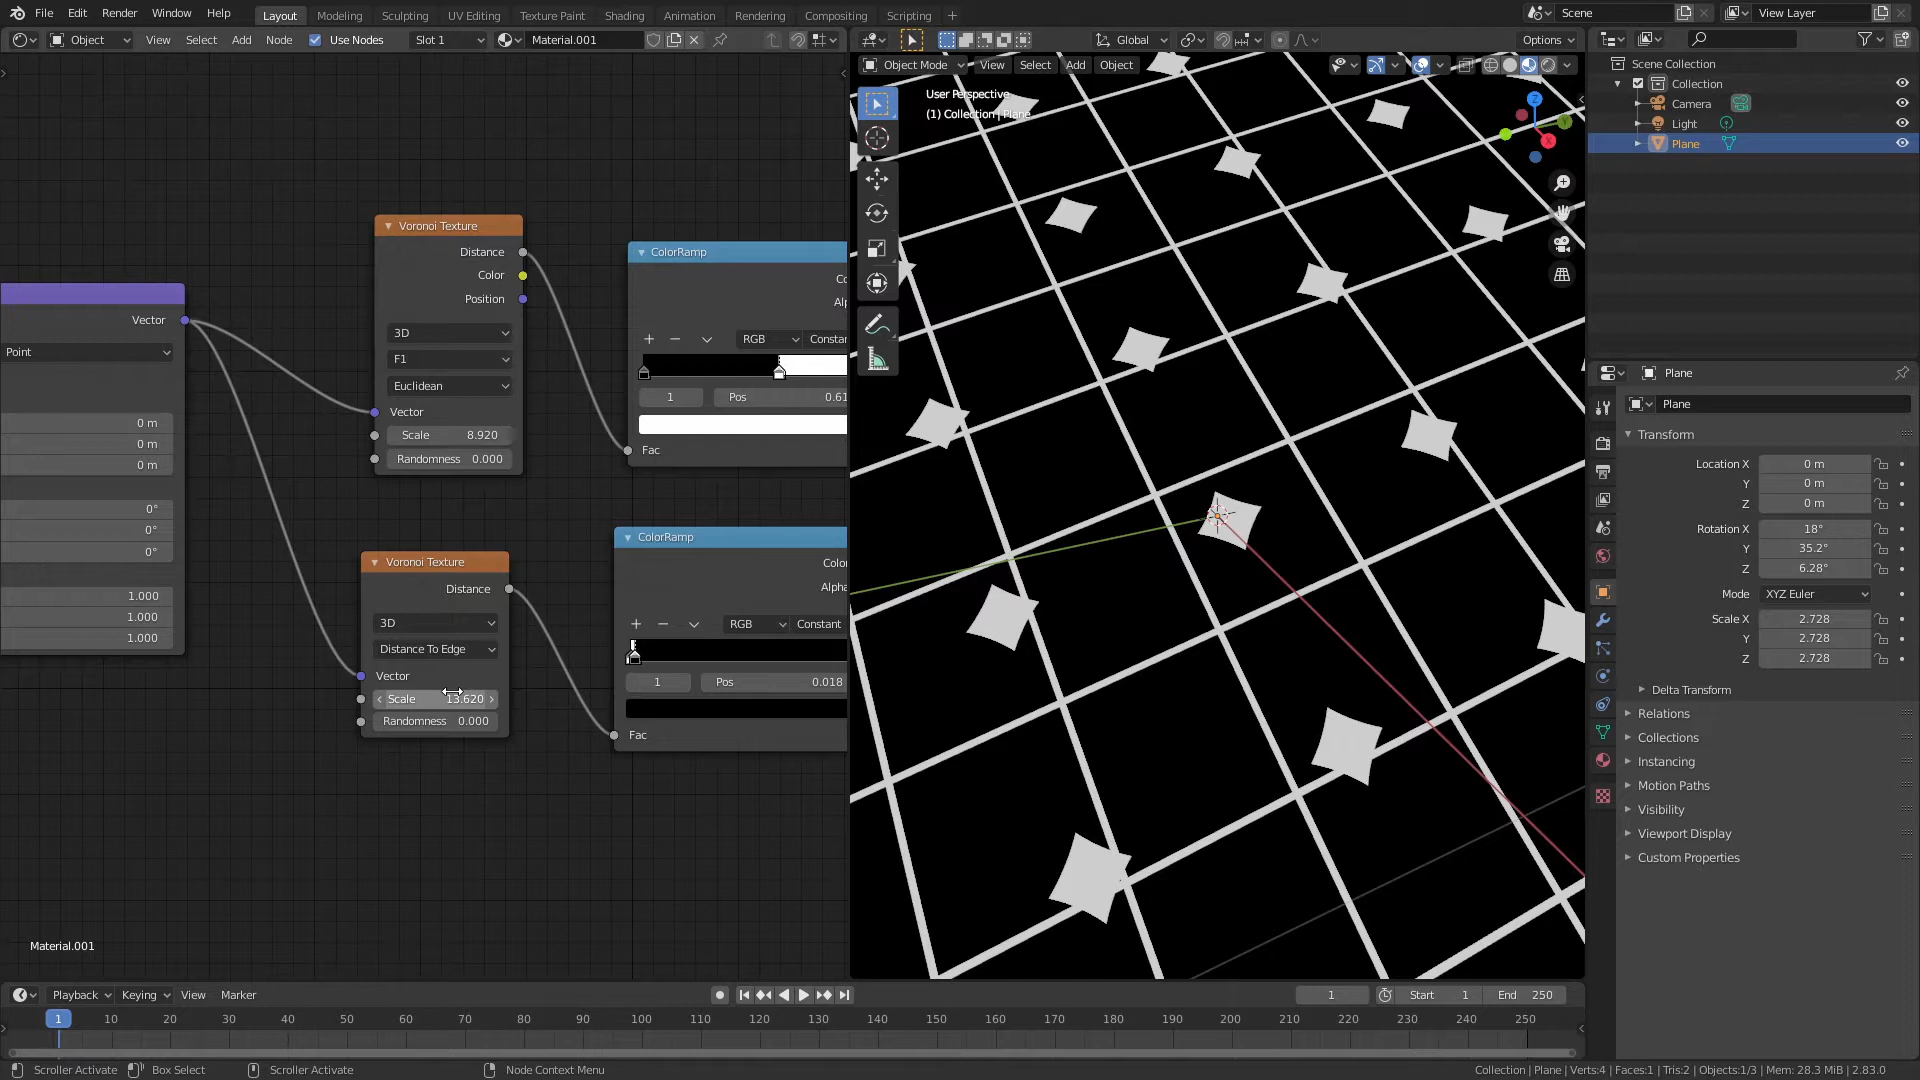 File Edit Render Window Help Layout Modeling Sculpting UV Editing Texture Paint Shading Animation Rendering Compositing Scripting + Scene View Layer
Object View Select Add Node Use Nodes Slot 1 Material.001 Global Options
Object Mode View Select Add Object
User Perspective
(1) Collection | Plane
Z
X
Scene Collection
Collection
Camera
Light
Plane
Vector
Point
0 m
0 m
0 m
0°
0°
0°
1.000
1.000
1.000
Voronoi Texture
Distance
Color
Position
3D
F1
Euclidean
Vector
Scale 8.920
Randomness 0.000
ColorRamp
Co
Alp
RGB Constar
1 Pos 0.61
Fac
Voronoi Texture
Distance
3D
Distance To Edge
Vector
Scale 13.620
Randomness 0.000
ColorRamp
Color
Alpha
RGB Constant
1 Pos 0.018
Fac
Material.001
Plane
Plane
Transform
Location X 0 m
Y 0 m
Z 0 m
Rotation X 18°
Y 35.2°
Z 6.28°
Mode XYZ Euler
Scale X 2.728
Y 2.728
Z 2.728
Delta Transform
Relations
Collections
Instancing
Motion Paths
Visibility
Viewport Display
Custom Properties
Playback Keying View Marker 1 Start 1 End 250
1 10 20 30 40 50 60 70 80 90 100 110 120 130 140 150 160 170 180 190 200 210 220 230 240 250
Scroller Activate Box Select Scroller Activate Node Context Menu Collection | Plane | Verts:4 | Faces:1 | Tris:2 | Objects:1/3 | Mem: 28.3 MiB | 2.83.0